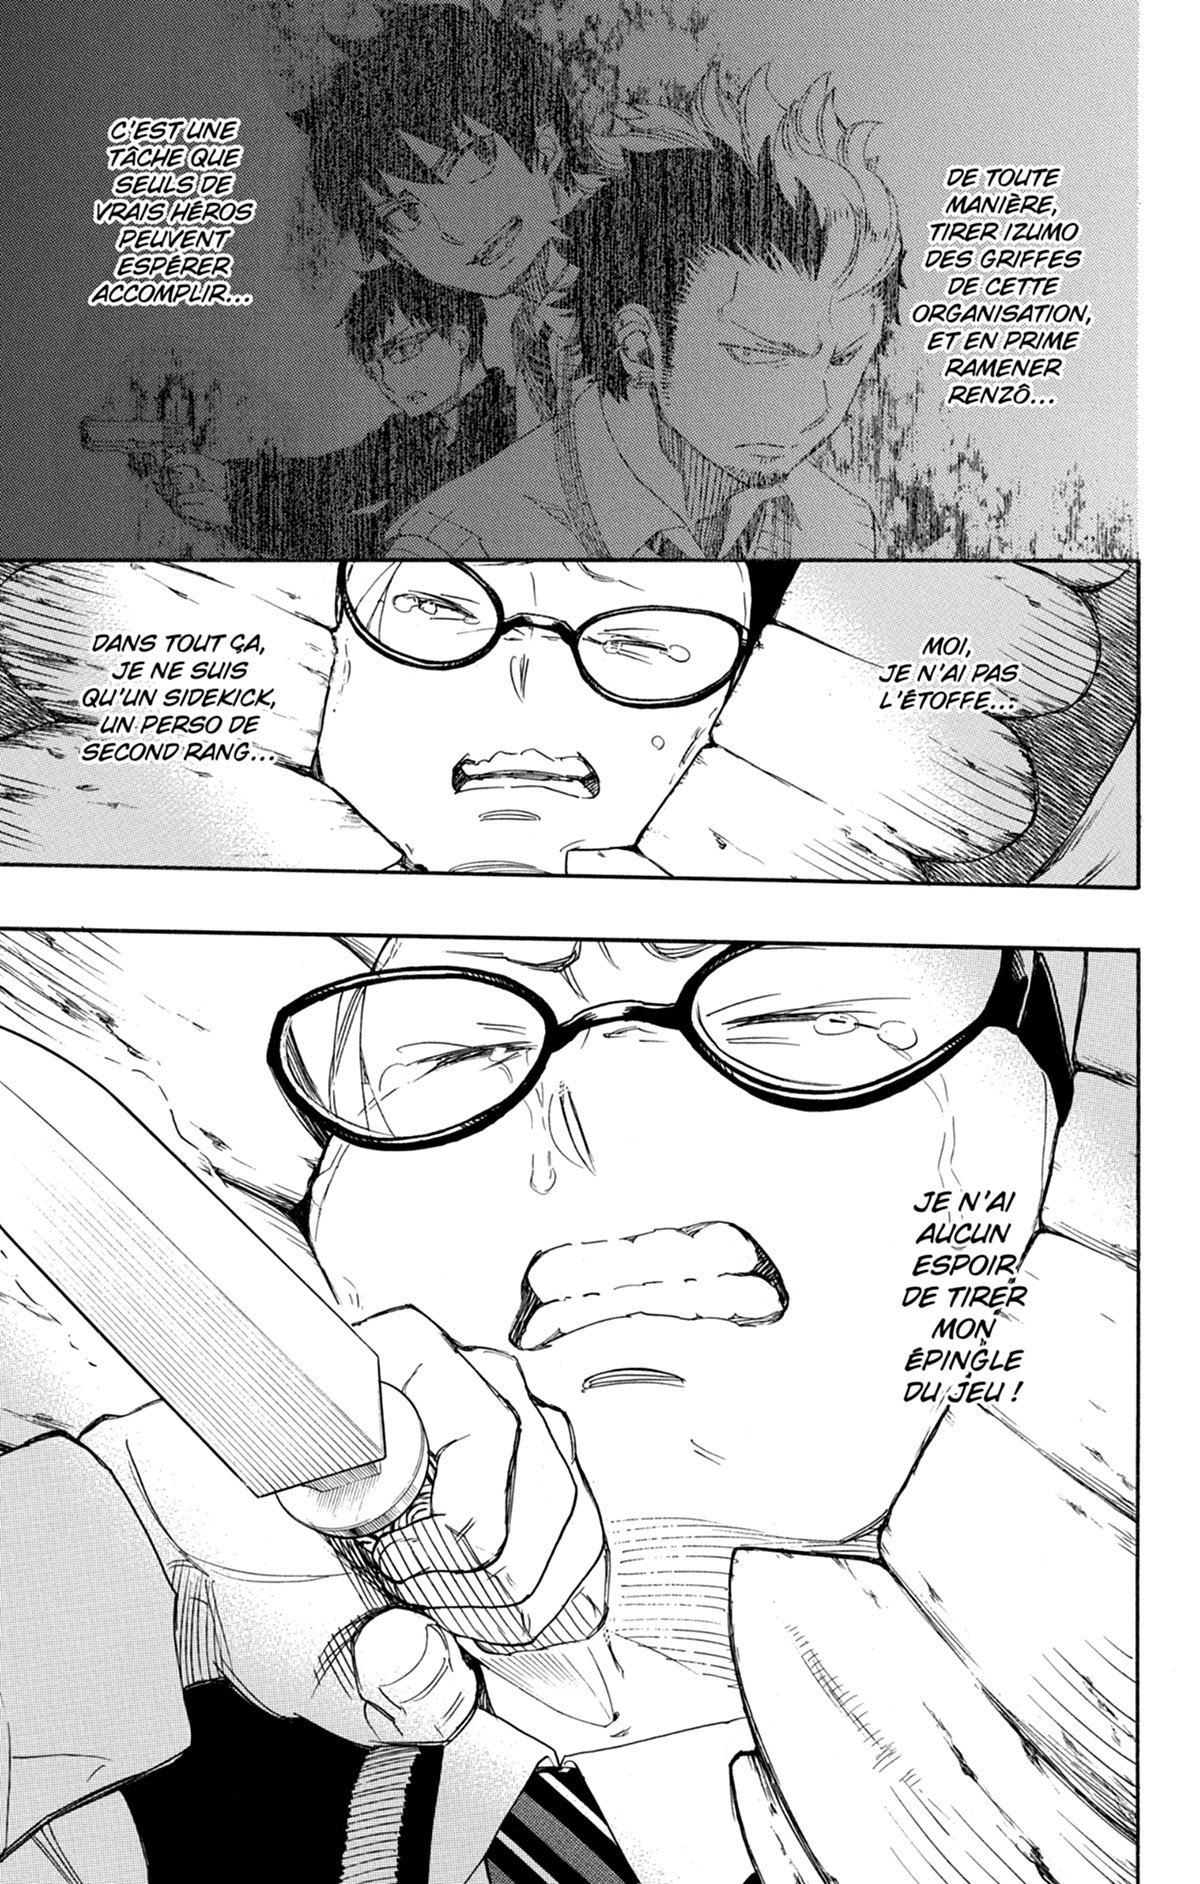 DE TOUTE
MANIÈRE,
TIRER IZUMO
DES GRIFFES
DE CETTE
ORGANISATION,
ET EN PRIME
RAMENER
RENZÔ...
C'EST UNE
TÂCHE QUE
SEULS DE
VRAIS HÉROS
PEUVENT
ESPÉRER
ACCOMPLIR...
MOI,
JE N'AI PAS
L'ÉTOFFE...
DANS TOUT ÇA,
JE NE SUIS
QU'UN SIDEKICK,
UN PERSO DE
SECOND RANG...
JE N'AI
AUCUN
ESPOIR
DE TIRER
MON
ÉPINGLE
DU JEU !